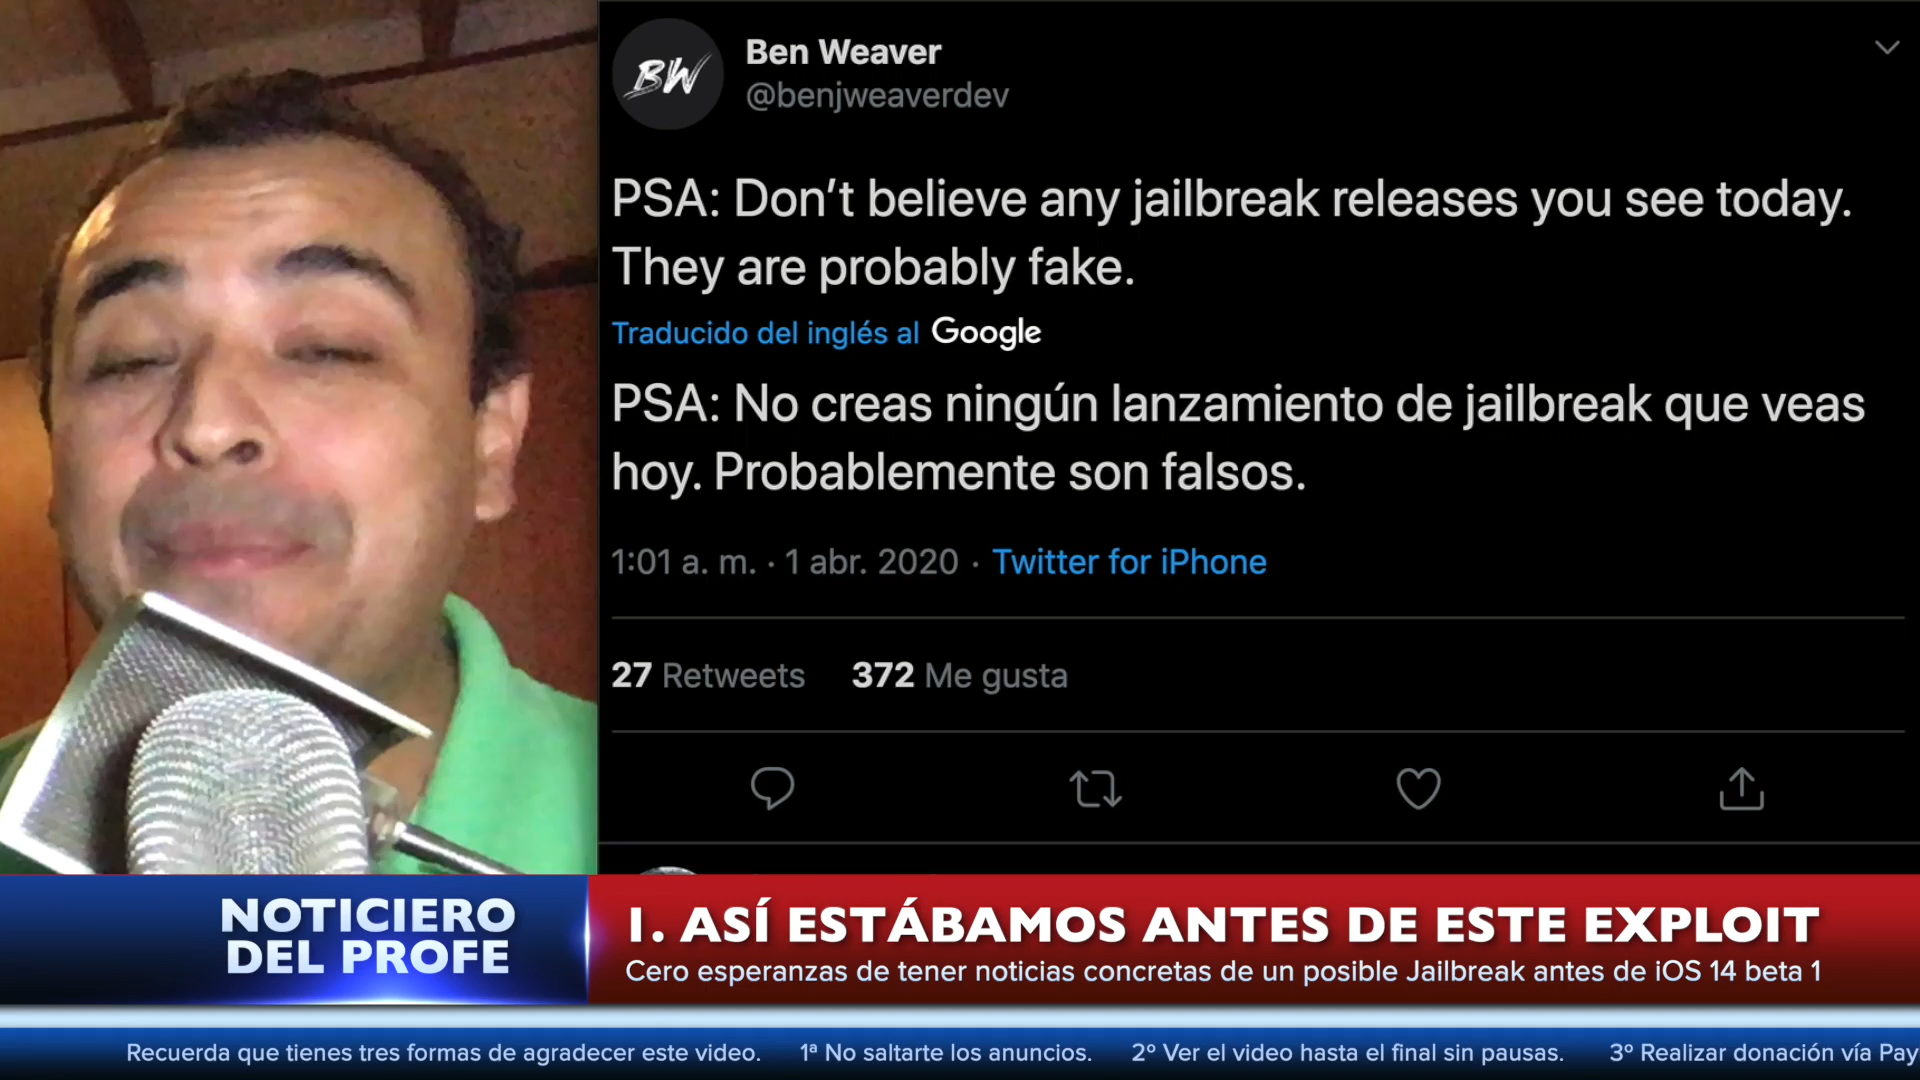 BW
Ben Weaver
@benjweaverdev
PSA: Don't believe any jailbreak releases you see today.
They are probably fake.
Traducido del inglés al Google
PSA: No creas ningún lanzamiento de jailbreak que veas
hoy. Probablemente son falsos.
1:01 a. m. · 1 abr. 2020 · Twitter for iPhone
27 Retweets 372 Me gusta
NOTICIERO
DEL PROFE
1. ASÍ ESTÁBAMOS ANTES DE ESTE EXPLOIT
Cero esperanzas de tener noticias concretas de un posible Jailbreak antes de iOS 14 beta 1
Recuerda que tienes tres formas de agradecer este video. 1ª No saltarte los anuncios. 2º Ver el video hasta el final sin pausas. 3º Realizar donación vía Pay